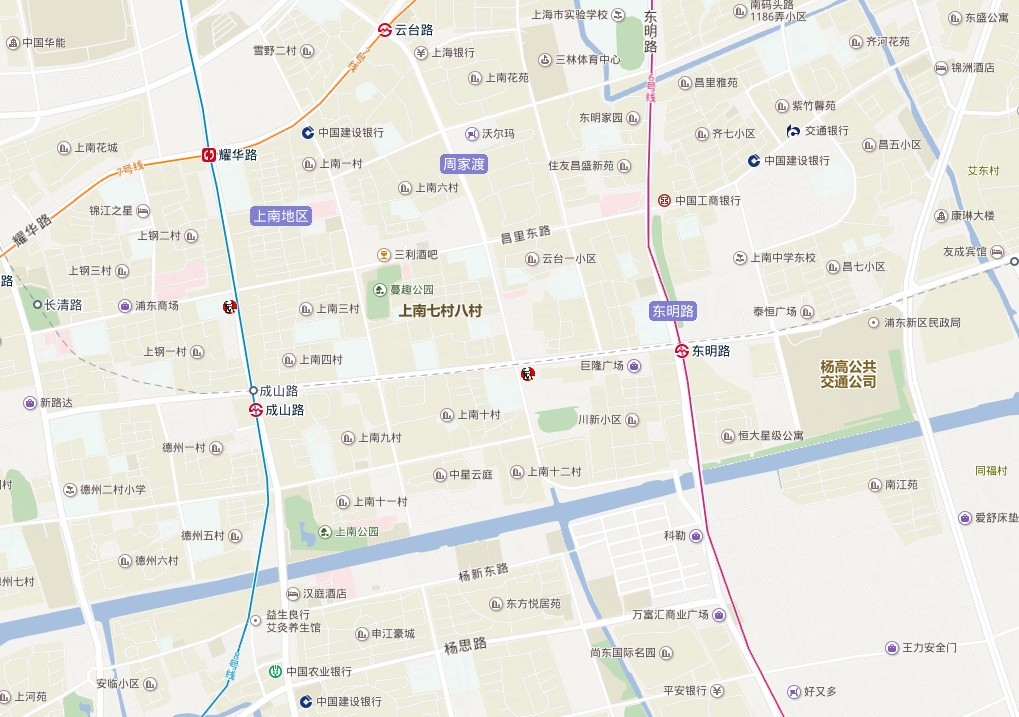 上海市实验学校
东明路
南码头路
1186弄小区
东盛公寓
云台路
中国华能
雪野二村
上海银行
齐河花苑
三林体育中心
锦洲酒店
7号线
上南花苑
昌里雅苑
6号线
紫竹馨苑
东明家园
中国建设银行
沃尔玛
齐七小区
交通银行
上南花城
耀华路
昌五小区
7号线
上南一村
周家渡
住友昌盛新苑
中国建设银行
艾东村
上南六村
锦江之星
上南地区
中国工商银行
康琳大楼
耀华路
上钢二村
昌里东路
三利酒吧
云台一小区
上南中学东校
友成宾馆
上钢三村
昌七小区
路
蔓趣公园
长清路
浦东商场
上南三村
上南七村八村
东明路
泰恒广场
浦东新区民政局
上钢一村
上南四村
东明路
巨隆广场
杨高公共
交通公司
成山路
成山路
新路达
上南十村
川新小区
上南九村
恒大星级公寓
德州一村
中星云庭
上南十二村
同福村
村
德州二村小学
上南十一村
南江苑
爱舒床垫
上南公园
德州五村
科勒
德州六村
杨新东路
州七村
汉庭酒店
东方悦居苑
益生良行
艾灸养生馆
万富汇商业广场
申江豪城
杨思路
王力安全门
尚东国际名园
8号线
中国农业银行
安临小区
平安银行
好又多
上河苑
中国建设银行